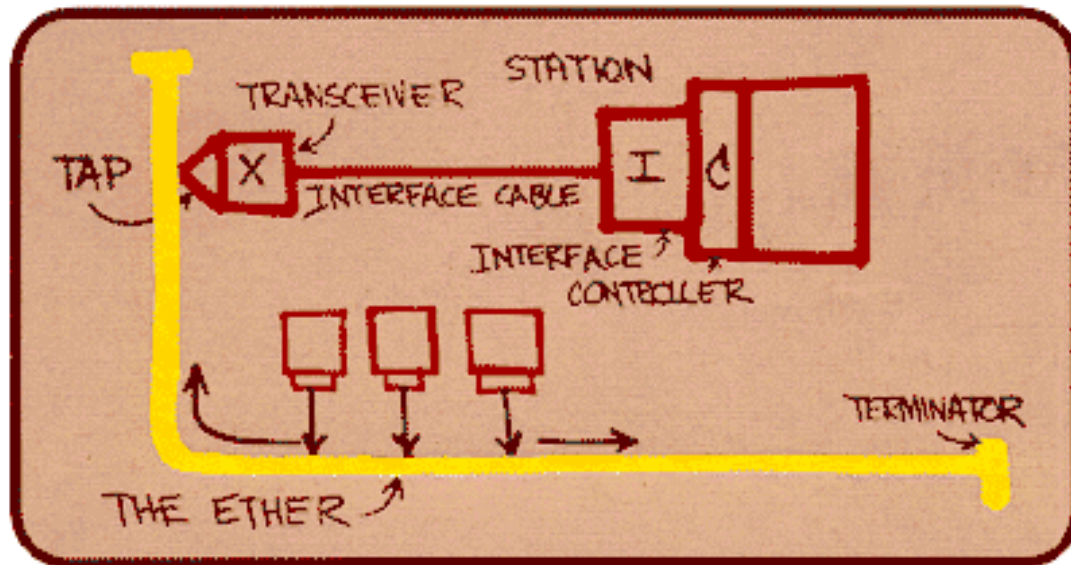 STATION
TRANSCEIVER
TAP
X
I
C
INTERFACE CABLE
INTERFACE
CONTROLLER
TERMINATOR
THE ETHER